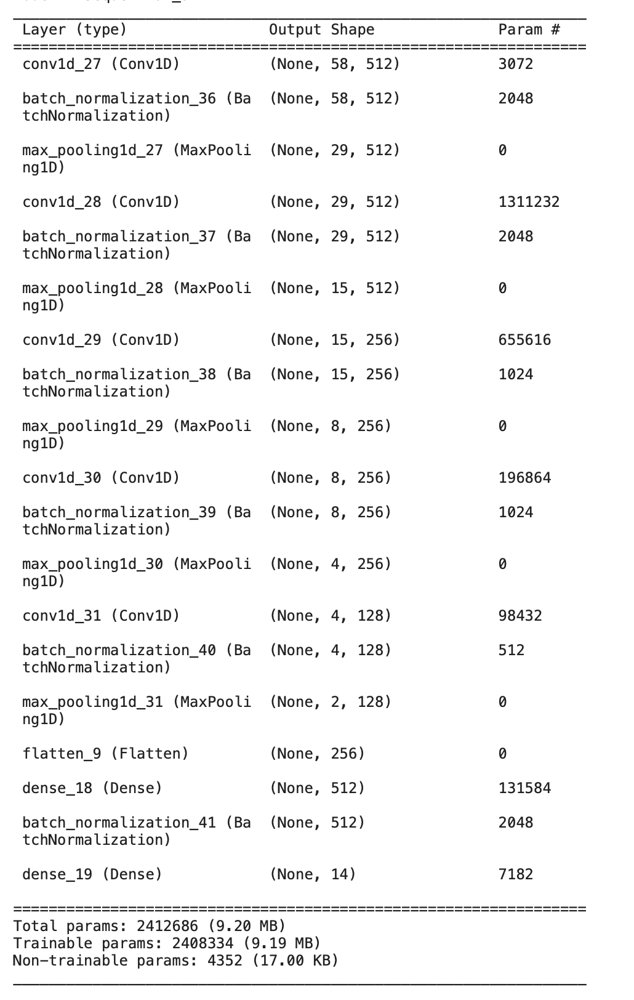 Layer (type) Output Shape Param #
=================================================================
conv1d_27 (Conv1D) (None, 58, 512) 3072
batch_normalization_36 (Ba (None, 58, 512) 2048
tchNormalization)
max_pooling1d_27 (MaxPooli (None, 29, 512) 0
ng1D)
conv1d_28 (Conv1D) (None, 29, 512) 1311232
batch_normalization_37 (Ba (None, 29, 512) 2048
tchNormalization)
max_pooling1d_28 (MaxPooli (None, 15, 512) 0
ng1D)
conv1d_29 (Conv1D) (None, 15, 256) 655616
batch_normalization_38 (Ba (None, 15, 256) 1024
tchNormalization)
max_pooling1d_29 (MaxPooli (None, 8, 256) 0
ng1D)
conv1d_30 (Conv1D) (None, 8, 256) 196864
batch_normalization_39 (Ba (None, 8, 256) 1024
tchNormalization)
max_pooling1d_30 (MaxPooli (None, 4, 256) 0
ng1D)
conv1d_31 (Conv1D) (None, 4, 128) 98432
batch_normalization_40 (Ba (None, 4, 128) 512
tchNormalization)
max_pooling1d_31 (MaxPooli (None, 2, 128) 0
ng1D)
flatten_9 (Flatten) (None, 256) 0
dense_18 (Dense) (None, 512) 131584
batch_normalization_41 (Ba (None, 512) 2048
tchNormalization)
dense_19 (Dense) (None, 14) 7182
=================================================================
Total params: 2412686 (9.20 MB)
Trainable params: 2408334 (9.19 MB)
Non-trainable params: 4352 (17.00 KB)